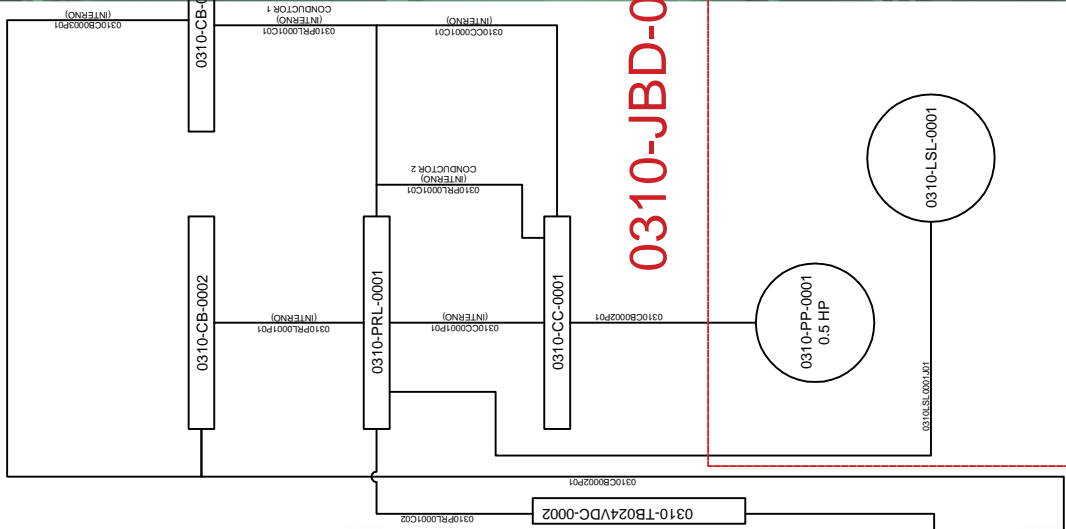 0310CB0003P01
(INTERNO)
0310-CB-0
0310PRL0001C01
(INTERNO)
CONDUCTOR 1
0310CC0001C01
(INTERNO)
0310-JBD-0
0310-LSL-0001
0310PRL0001C01
(INTERNO)
CONDUCTOR 2
0310-CB-0002
0310PRL001P01
(INTERNO)
0310-PRL-0001
0310CC0001P01
(INTERNO)
0310-CC-0001
0310CB0002P01
0310-PP-0001
0.5 HP
0310LSL0001J01
0310CB0002P01
0310PRL0001C02
0310-TB024VDC-0002